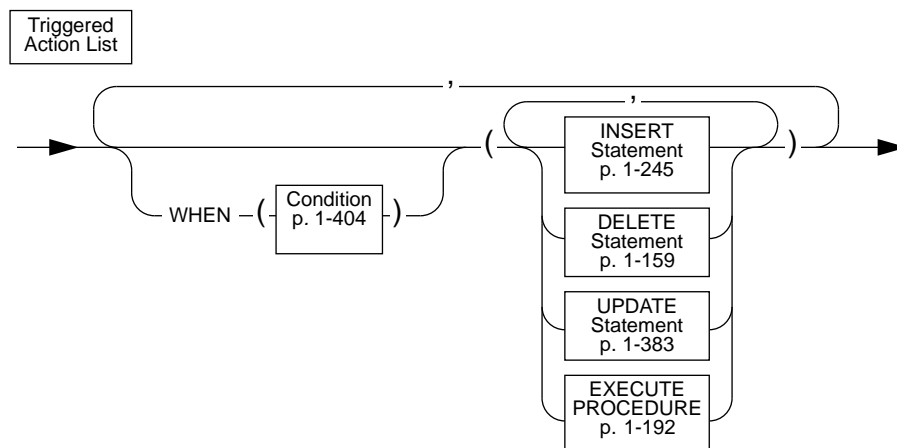 Triggered
Action List
,
,
(
INSERT
Statement
p. 1-245
)
WHEN
(
Condition
p. 1-404
)
DELETE
Statement
p. 1-159
UPDATE
Statement
p. 1-383
EXECUTE
PROCEDURE
p. 1-192